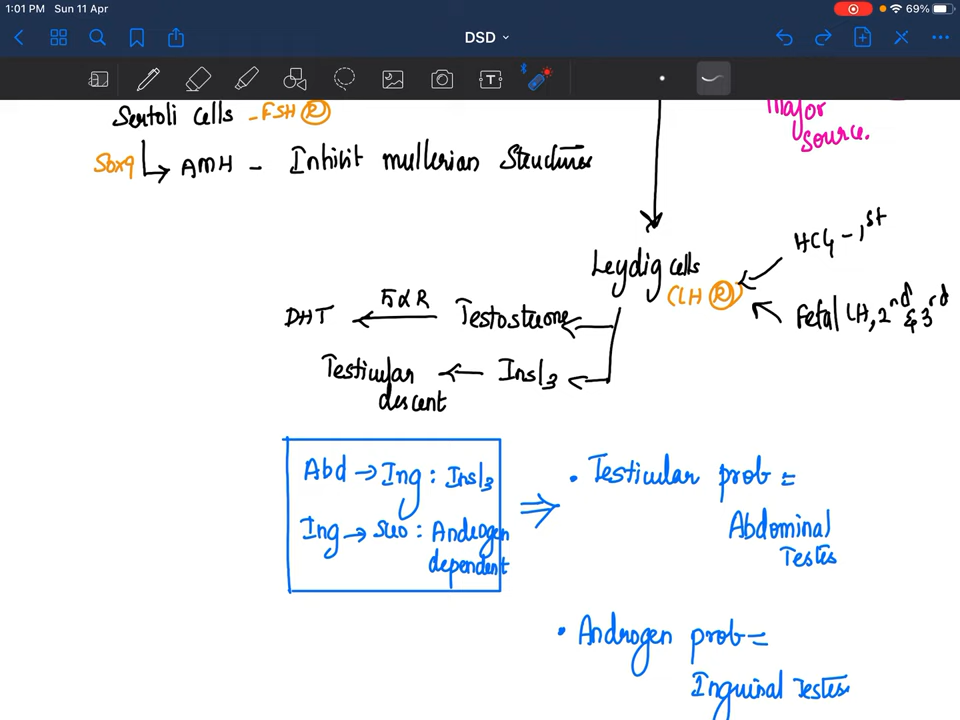 1:01 PM Sun 11 Apr
69%
DSD
T
Major
source.
Sertoli cells - FSH R
Sox9
AMH - Inhibit mullerian Structures
Leydig cells
(LH R)
HCG - 1st
Fetal LH, 2nd & 3rd
DHT 5αR Testosterone
Testicular descent
Insl3
Abd → Ing : Insl3
Ing → Scro : Androgen
dependent
⇒
• Testicular prob =
Abdominal
Testes
• Androgen prob =
Inguinal Testes